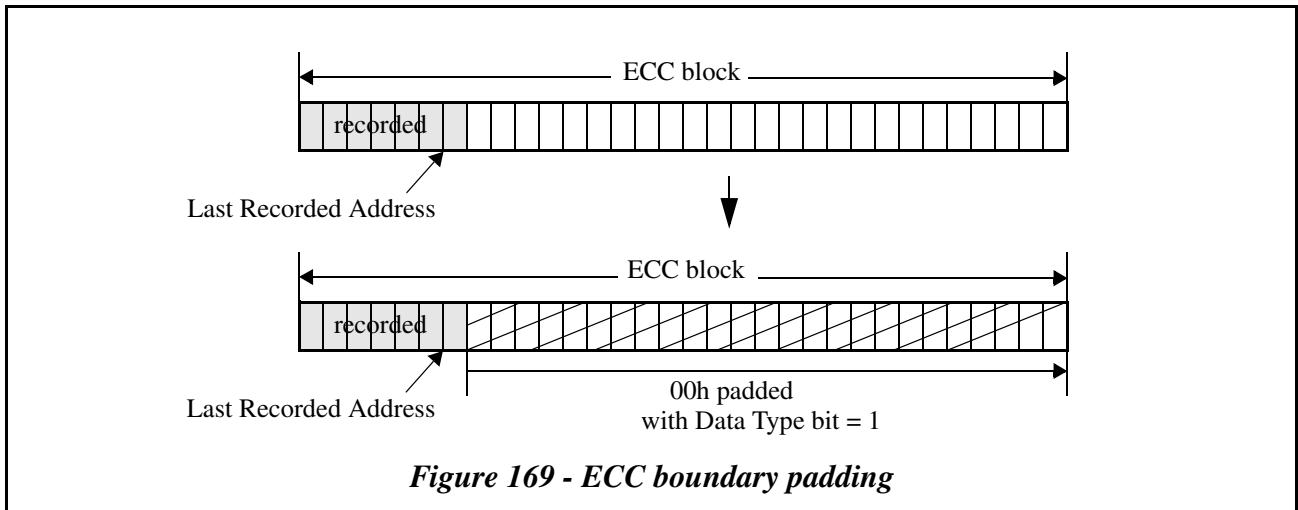 ECC block
recorded
Last Recorded Address
ECC block
recorded
Last Recorded Address
00h padded
with Data Type bit = 1
Figure 169 - ECC boundary padding